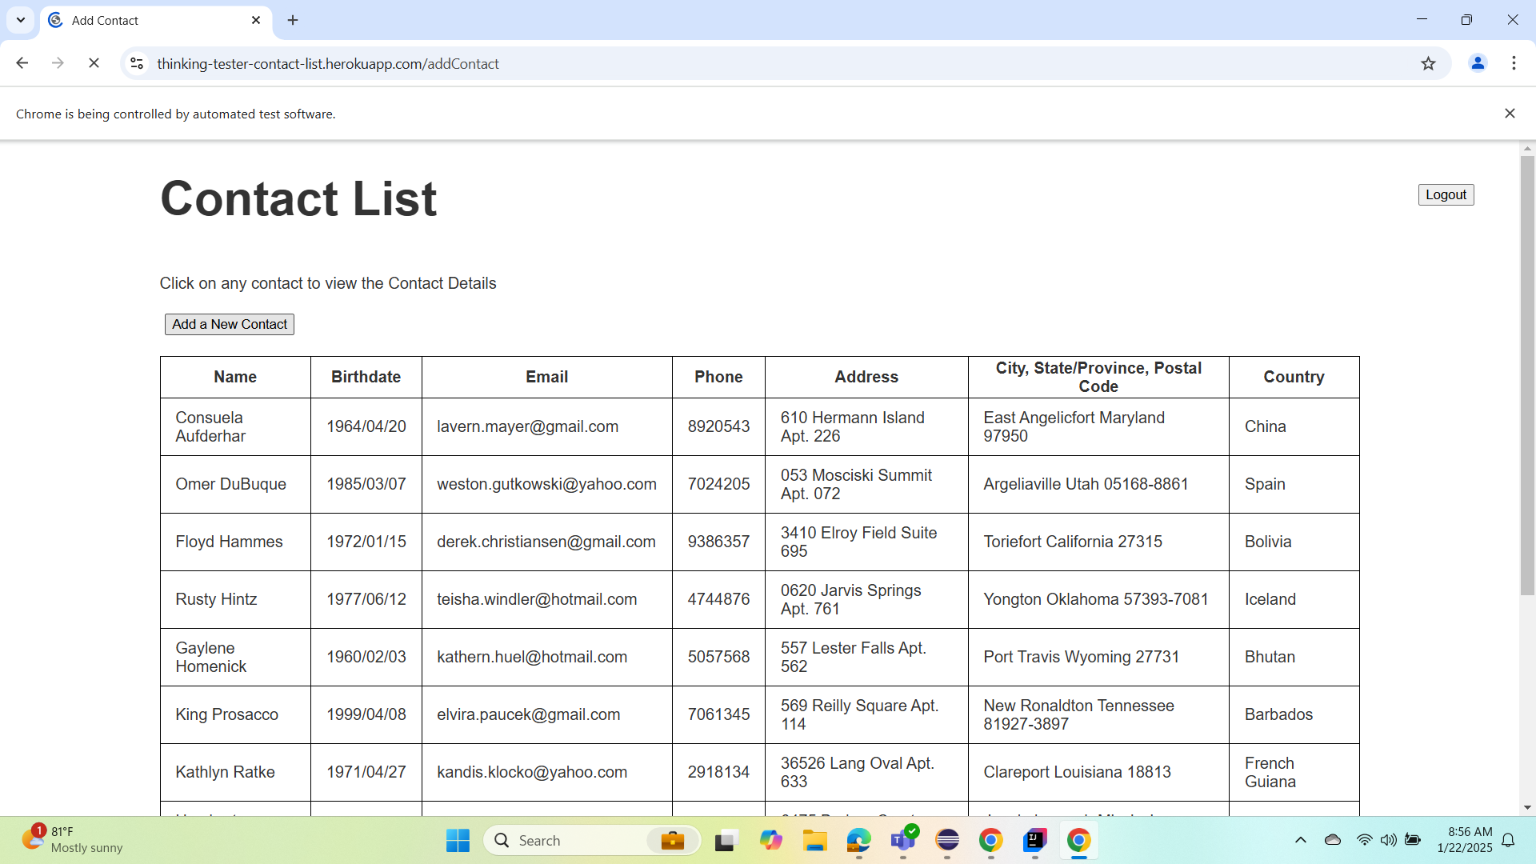 Add Contact
thinking-tester-contact-list.herokuapp.com/addContact
Chrome is being controlled by automated test software.
Contact List
Logout
Click on any contact to view the Contact Details
Add a New Contact
Name Birthdate Email Phone Address City, State/Province, Postal Code Country
Consuela Aufderhar 1964/04/20 lavern.mayer@gmail.com 8920543 610 Hermann Island Apt. 226 East Angelicfort Maryland 97950 China
Omer DuBuque 1985/03/07 weston.gutkowski@yahoo.com 7024205 053 Mosciski Summit Apt. 072 Argeliaville Utah 05168-8861 Spain
Floyd Hammes 1972/01/15 derek.christiansen@gmail.com 9386357 3410 Elroy Field Suite 695 Toriefort California 27315 Bolivia
Rusty Hintz 1977/06/12 teisha.windler@hotmail.com 4744876 0620 Jarvis Springs Apt. 761 Yongton Oklahoma 57393-7081 Iceland
Gaylene Homenick 1960/02/03 kathern.huel@hotmail.com 5057568 557 Lester Falls Apt. 562 Port Travis Wyoming 27731 Bhutan
King Prosacco 1999/04/08 elvira.paucek@gmail.com 7061345 569 Reilly Square Apt. 114 New Ronaldton Tennessee 81927-3897 Barbados
Kathlyn Ratke 1971/04/27 kandis.klocko@yahoo.com 2918134 36526 Lang Oval Apt. 633 Clareport Louisiana 18813 French Guiana
1
81°F
Mostly sunny
Search
8:56 AM
1/22/2025